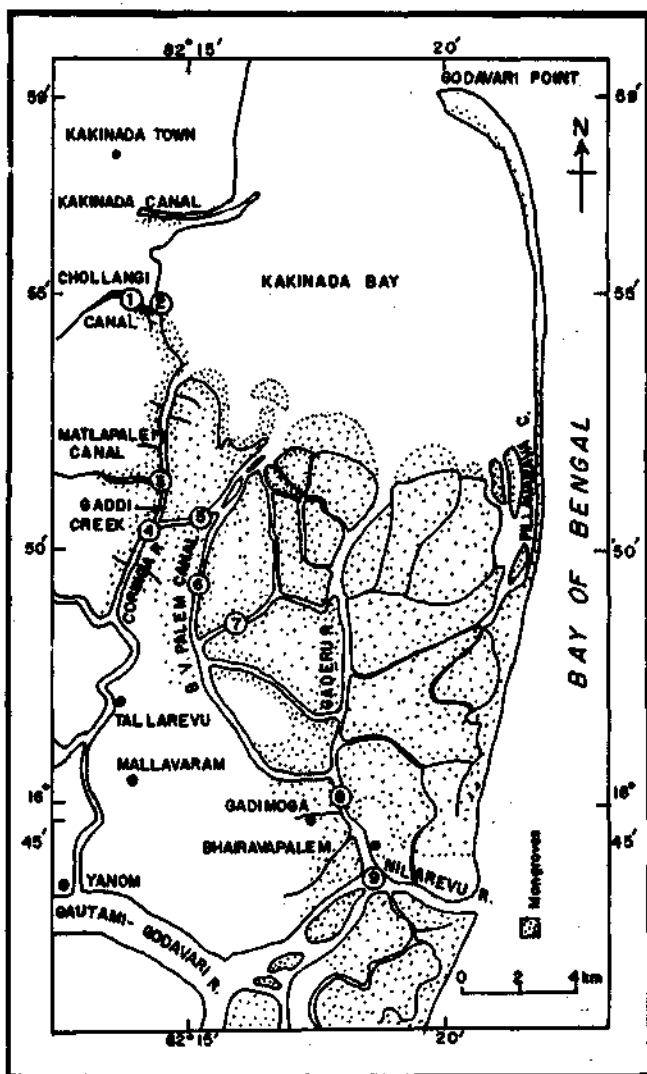 82° 15'
20'
GODAVARI POINT
59'
59'
KAKINADA TOWN
N
KAKINADA CANAL
CHOLLANGI
CANAL
KAKINADA BAY
55'
55'
1
2
MATLAPALEM
CANAL
3
GADDI
CREEK
4
5
CORINGA R.
50'
50'
6
7
B. V. PALEM CANAL
GADERU R.
BAY OF BENGAL
TALLAREVU
MALLAVARAM
16°
45'
16°
45'
GADIMOGA
8
BHAIRAVAPALEM
9
NILAREVU R.
YANOM
GAUTAMI-GODAVARI R.
Mangroves
0 2 4 km
82° 15'
20'